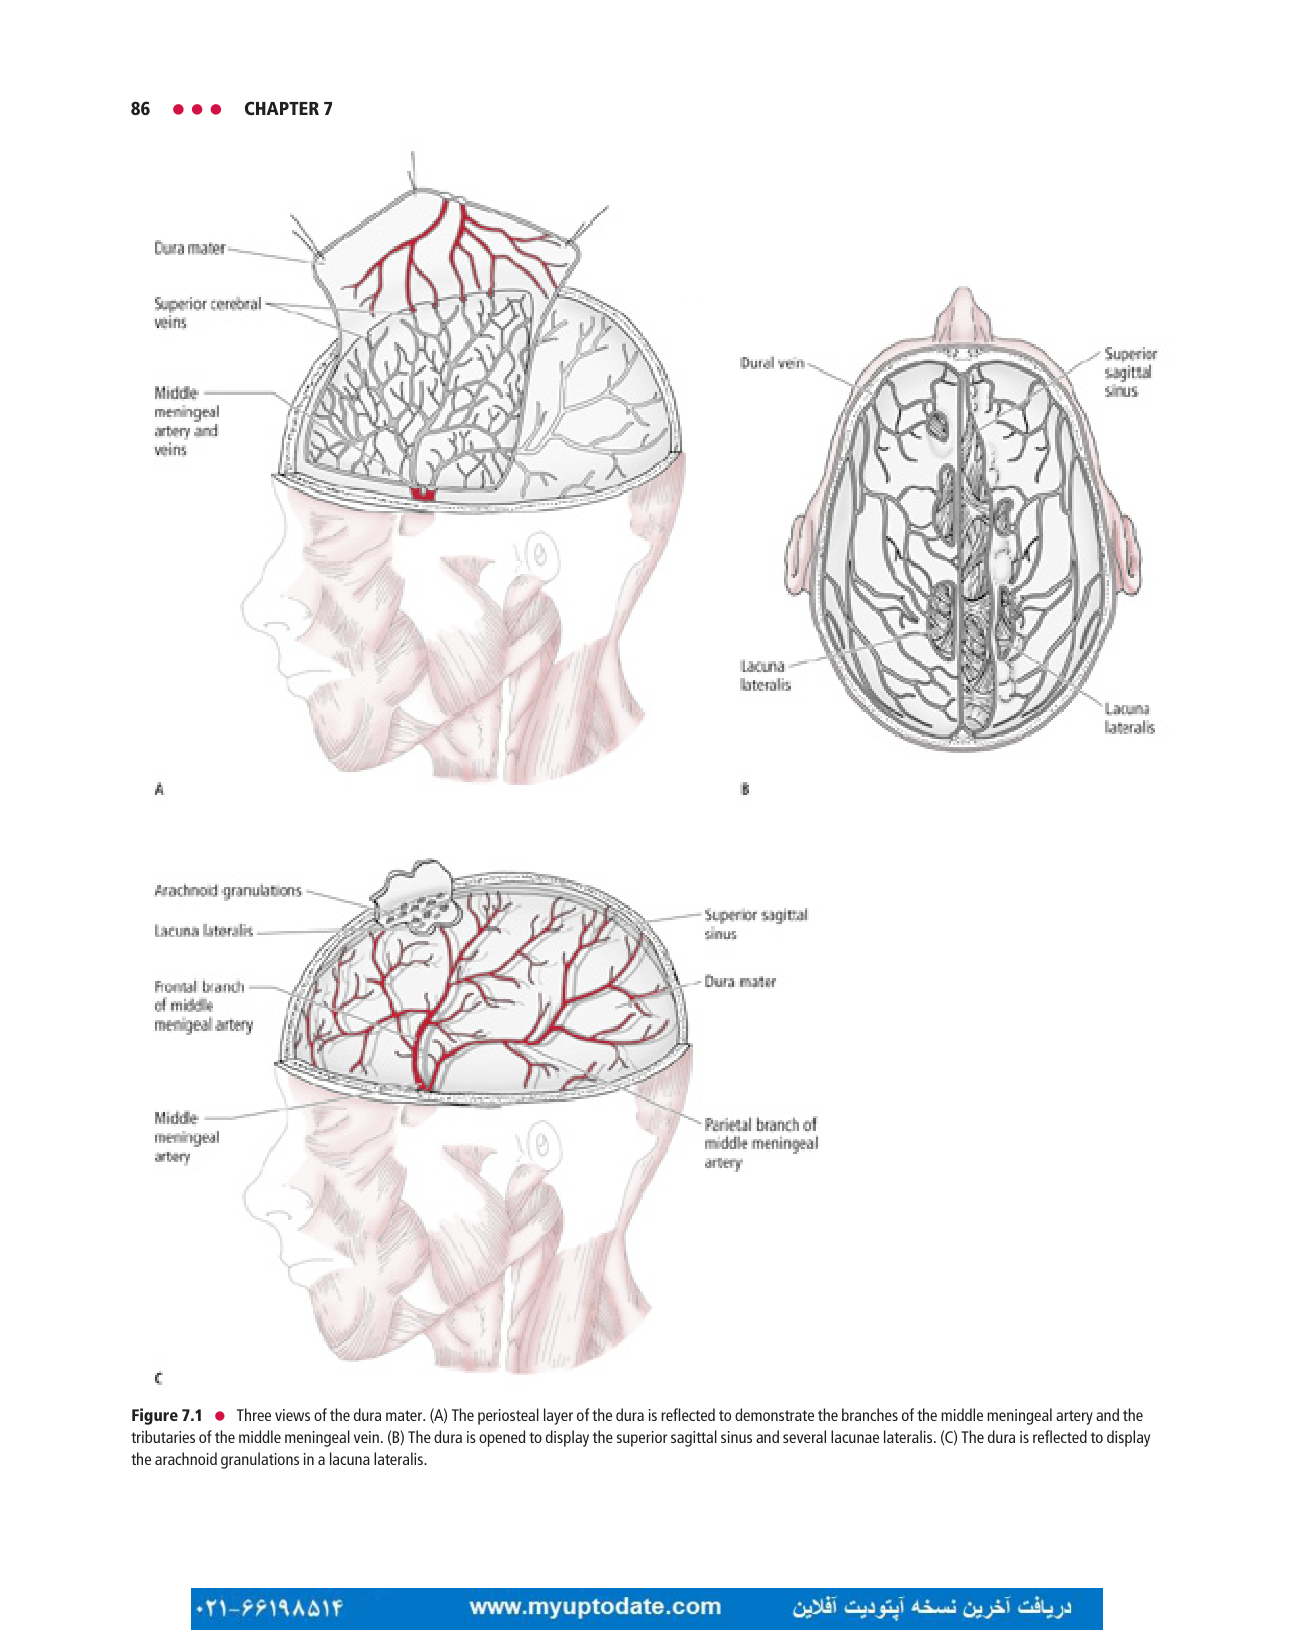 86 ● ● ● CHAPTER 7
Dura mater
Superior cerebral
veins
Middle
meningeal
artery and
veins
A
Dural vein
Superior
sagittal
sinus
Lacuna
lateralis
Lacuna
lateralis
B
Arachnoid granulations
Lacuna lateralis
Frontal branch
of middle
menigeal artery
Middle
meningeal
artery
Superior sagittal
sinus
Dura mater
Parietal branch of
middle meningeal
artery
C
Figure 7.1 ● Three views of the dura mater. (A) The periosteal layer of the dura is reflected to demonstrate the branches of the middle meningeal artery and the
tributaries of the middle meningeal vein. (B) The dura is opened to display the superior sagittal sinus and several lacunae lateralis. (C) The dura is reflected to display
the arachnoid granulations in a lacuna lateralis.
۰۲۱-۶۶۱۹۸۵۱۴ www.myuptodate.com دریافت آخرین نسخه آپتودیت آفلاین